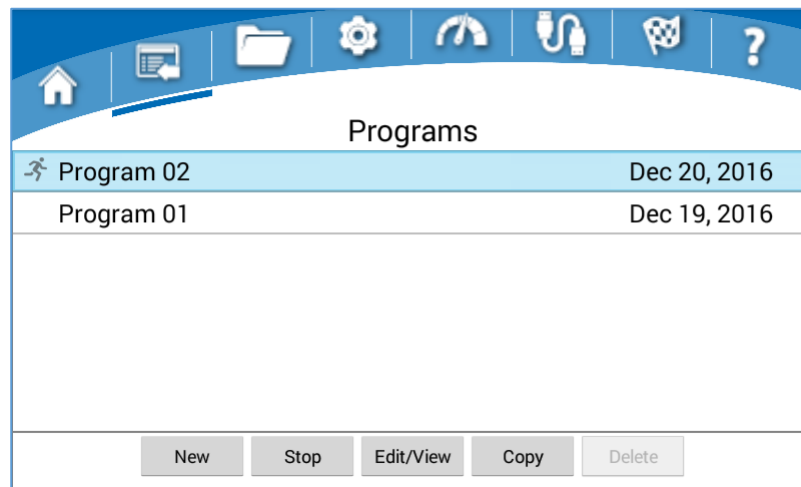 ?
Programs
Program 02 Dec 20, 2016
Program 01 Dec 19, 2016
New Stop Edit/View Copy Delete